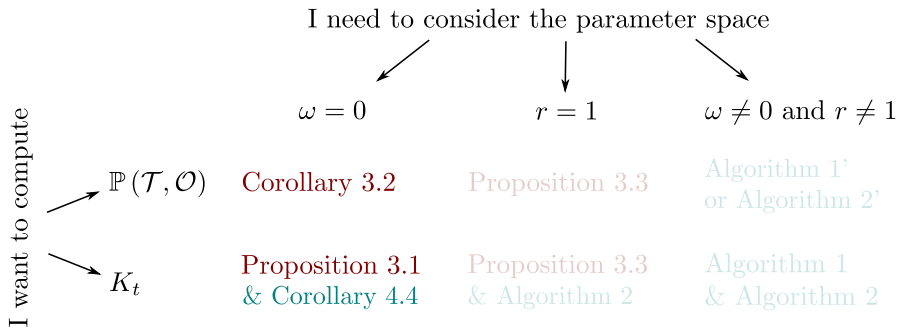 I need to consider the parameter space
ω = 0
r = 1
ω ≠ 0 and r ≠ 1
I want to compute
ℙ (𝒯, 𝒪)
Corollary 3.2
Proposition 3.3
Algorithm 1’
or Algorithm 2’
K_t
Proposition 3.1
& Corollary 4.4
Proposition 3.3
& Algorithm 2
Algorithm 1
& Algorithm 2